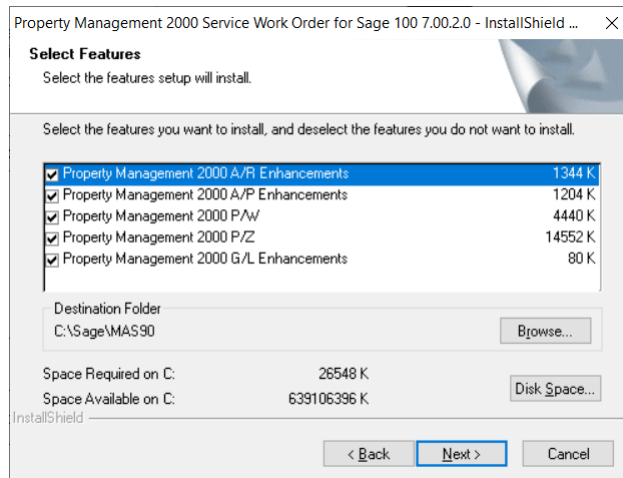 Property Management 2000 Service Work Order for Sage 100 7.00.2.0 - InstallShield ...
Select Features
Select the features setup will install.
Select the features you want to install, and deselect the features you do not want to install.
Property Management 2000 A/R Enhancements 1344 K
Property Management 2000 A/P Enhancements 1204 K
Property Management 2000 P/W 4440 K
Property Management 2000 P/Z 14552 K
Property Management 2000 G/L Enhancements 80 K
Destination Folder
C:\Sage\MAS90 Browse...
Space Required on C: 26548 K
Space Available on C: 639106396 K
Disk Space...
InstallShield
< Back Next > Cancel